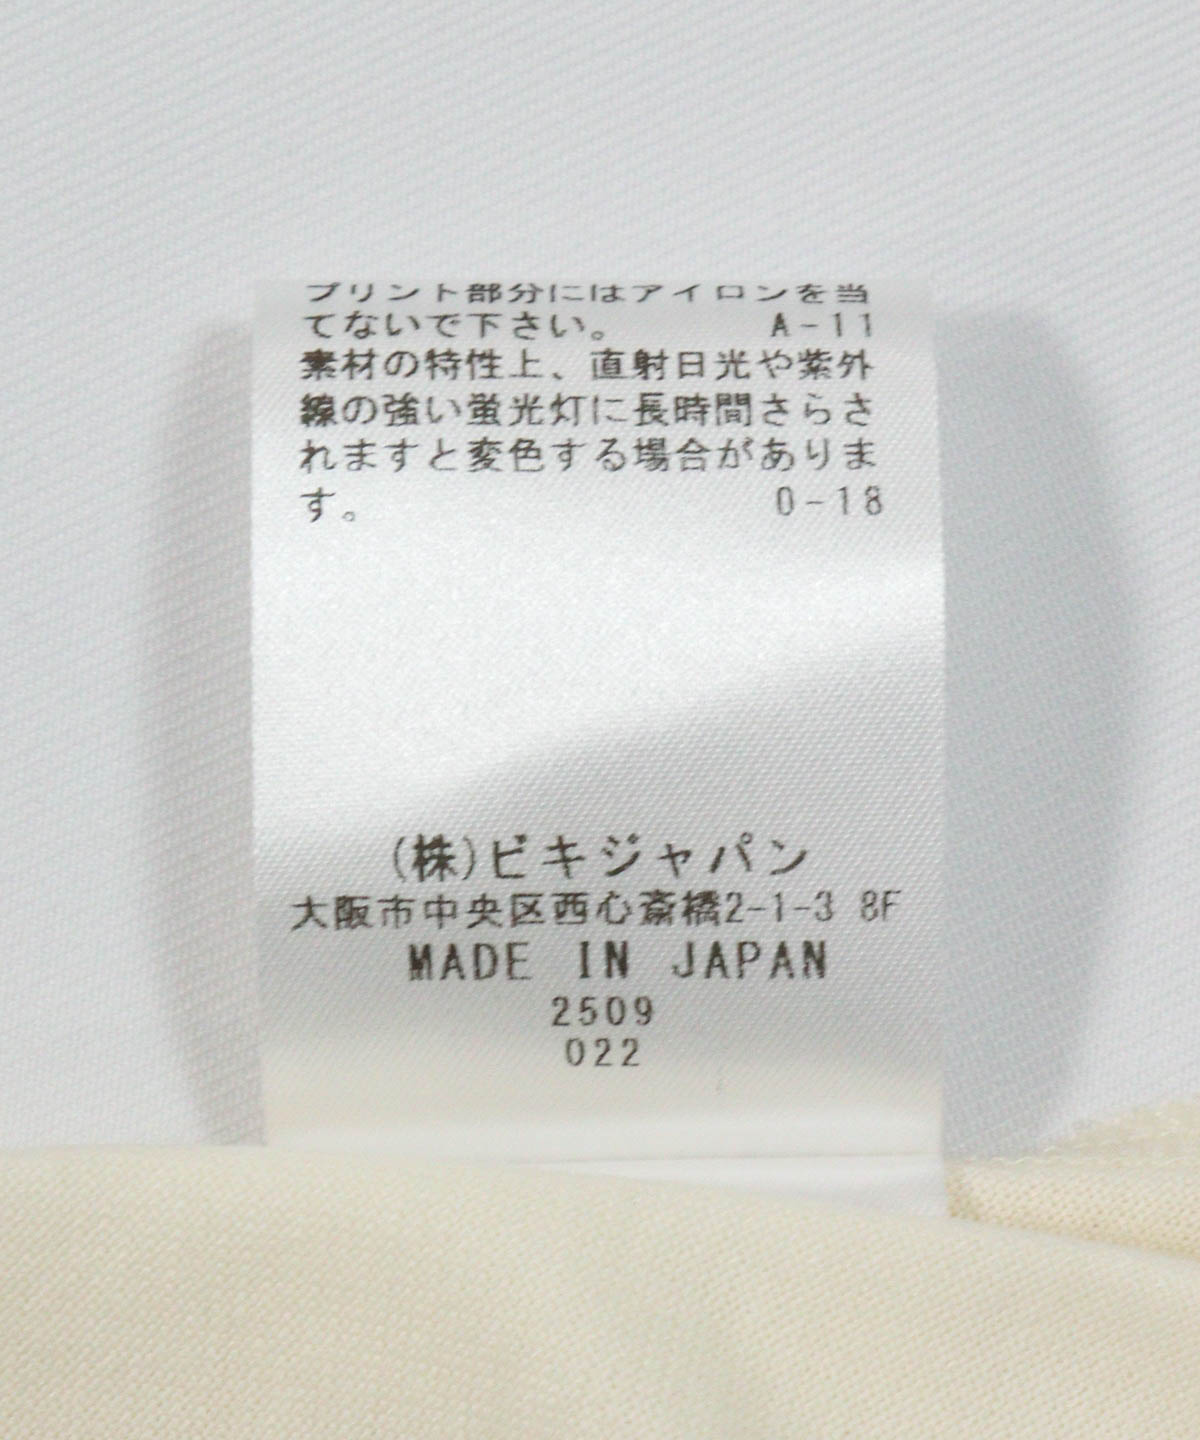 プリント部分にはアイロンを当
てないで下さい。 A-11
素材の特性上、直射日光や紫外
線の強い蛍光灯に長時間さらさ
れますと変色する場合がありま
す。 0-18
(株)ビキジャパン
大阪市中央区西心斎橋2-1-3 8F
MADE IN JAPAN
2509
022